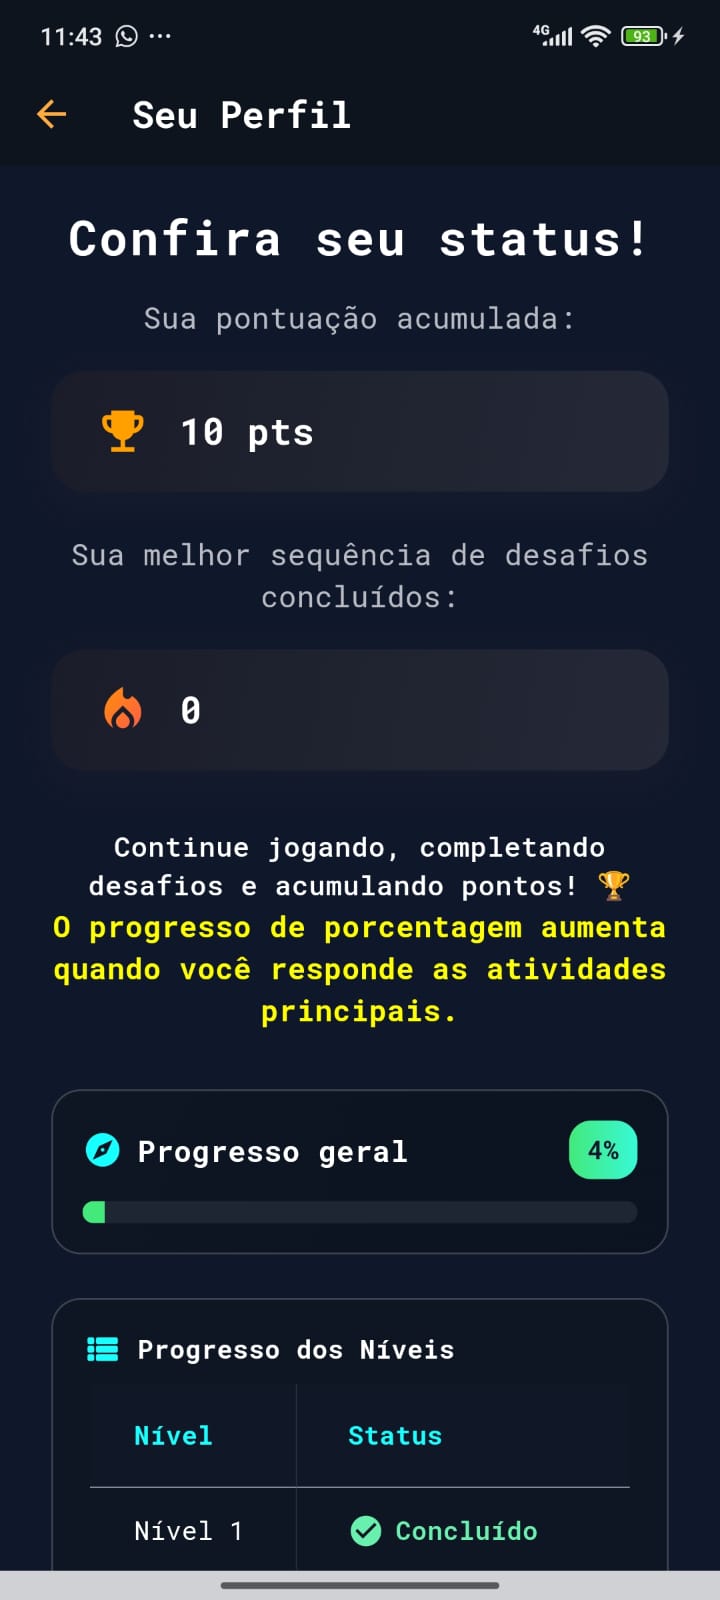 11:43
4G
93
Seu Perfil
Confira seu status!
Sua pontuação acumulada:
10 pts
Sua melhor sequência de desafios
concluídos:
0
Continue jogando, completando
desafios e acumulando pontos! 🏆
O progresso de porcentagem aumenta
quando você responde as atividades
principais.
Progresso geral
4%
Progresso dos Níveis
Nível
Status
Nível 1
Concluído